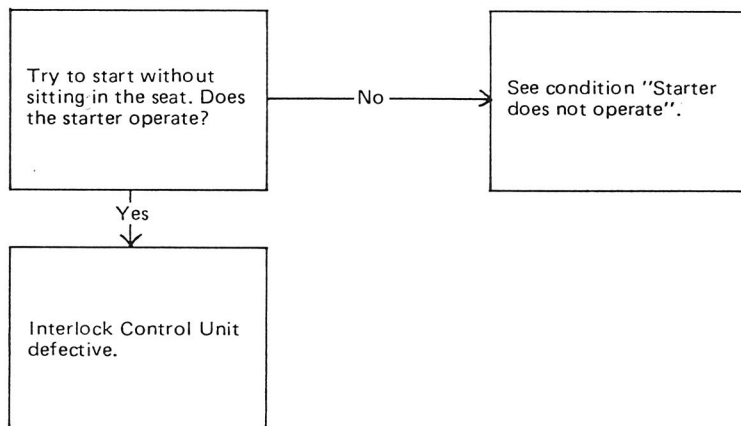 Try to start without
sitting in the seat. Does
the starter operate?
No
See condition "Starter
does not operate".
Yes
Interlock Control Unit
defective.